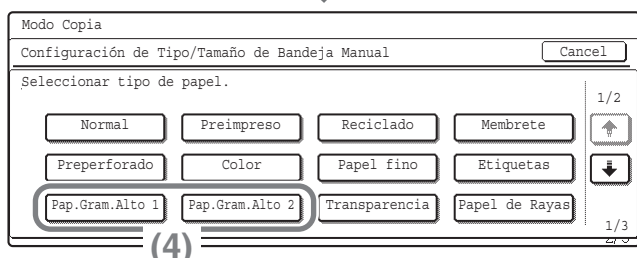 Modo Copia
Configuración de Tipo/Tamaño de Bandeja Manual Cancel
Seleccionar tipo de papel.
1/2
Normal Preimpreso Reciclado Membrete
Preperforado Color Papel fino Etiquetas
Pap.Gram.Alto 1 Pap.Gram.Alto 2 Transparencia Papel de Rayas
1/3
(4)